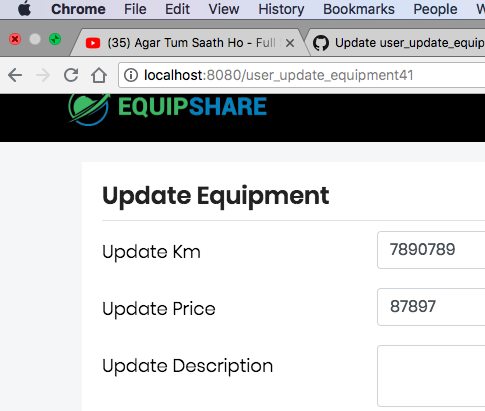 Chrome File Edit View History Bookmarks People
(35) Agar Tum Saath Ho - Full Update user_update_equip
localhost:8080/user_update_equipment41
EQUIPSHARE
Update Equipment
Update Km 7890789
Update Price 87897
Update Description